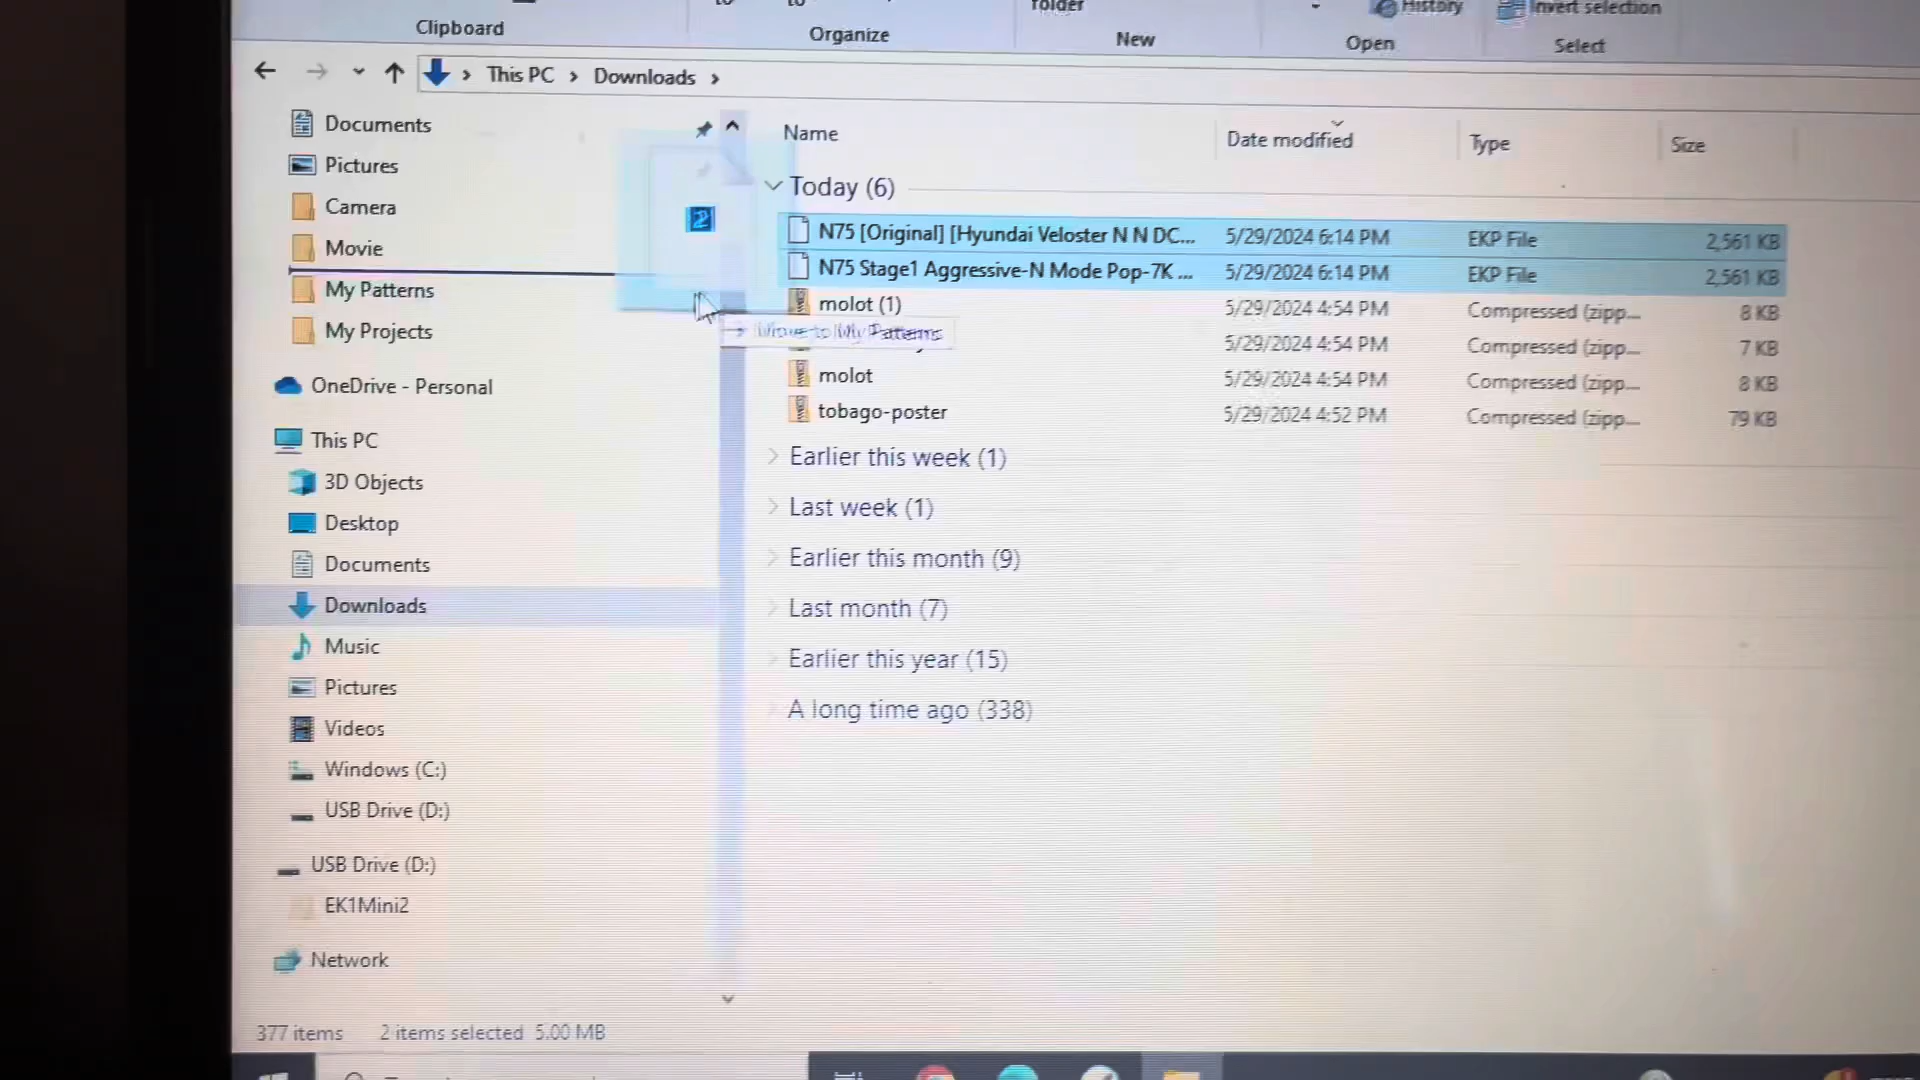 folder
History
Invert selection
Clipboard
Organize
New
Open
Select
This PC > Downloads >
Documents
Pictures
Camera
Movie
My Patterns
My Projects
OneDrive - Personal
This PC
3D Objects
Desktop
Documents
Downloads
Music
Pictures
Videos
Windows (C:)
USB Drive (D:)
USB Drive (D:)
EK1Mini2
Network
Name Date modified Type Size
Today (6)
2
N75 [Original] [Hyundai Veloster N N DC... 5/29/2024 6:14 PM EKP File 2,561 KB
N75 Stage1 Aggressive-N Mode Pop-7K ... 5/29/2024 6:14 PM EKP File 2,561 KB
molot (1) 5/29/2024 4:54 PM Compressed (zipp... 8 KB
Move to My Patterns
5/29/2024 4:54 PM Compressed (zipp... 7 KB
molot 5/29/2024 4:54 PM Compressed (zipp... 8 KB
tobago-poster 5/29/2024 4:52 PM Compressed (zipp... 79 KB
Earlier this week (1)
Last week (1)
Earlier this month (9)
Last month (7)
Earlier this year (15)
A long time ago (338)
377 items 2 items selected 5.00 MB